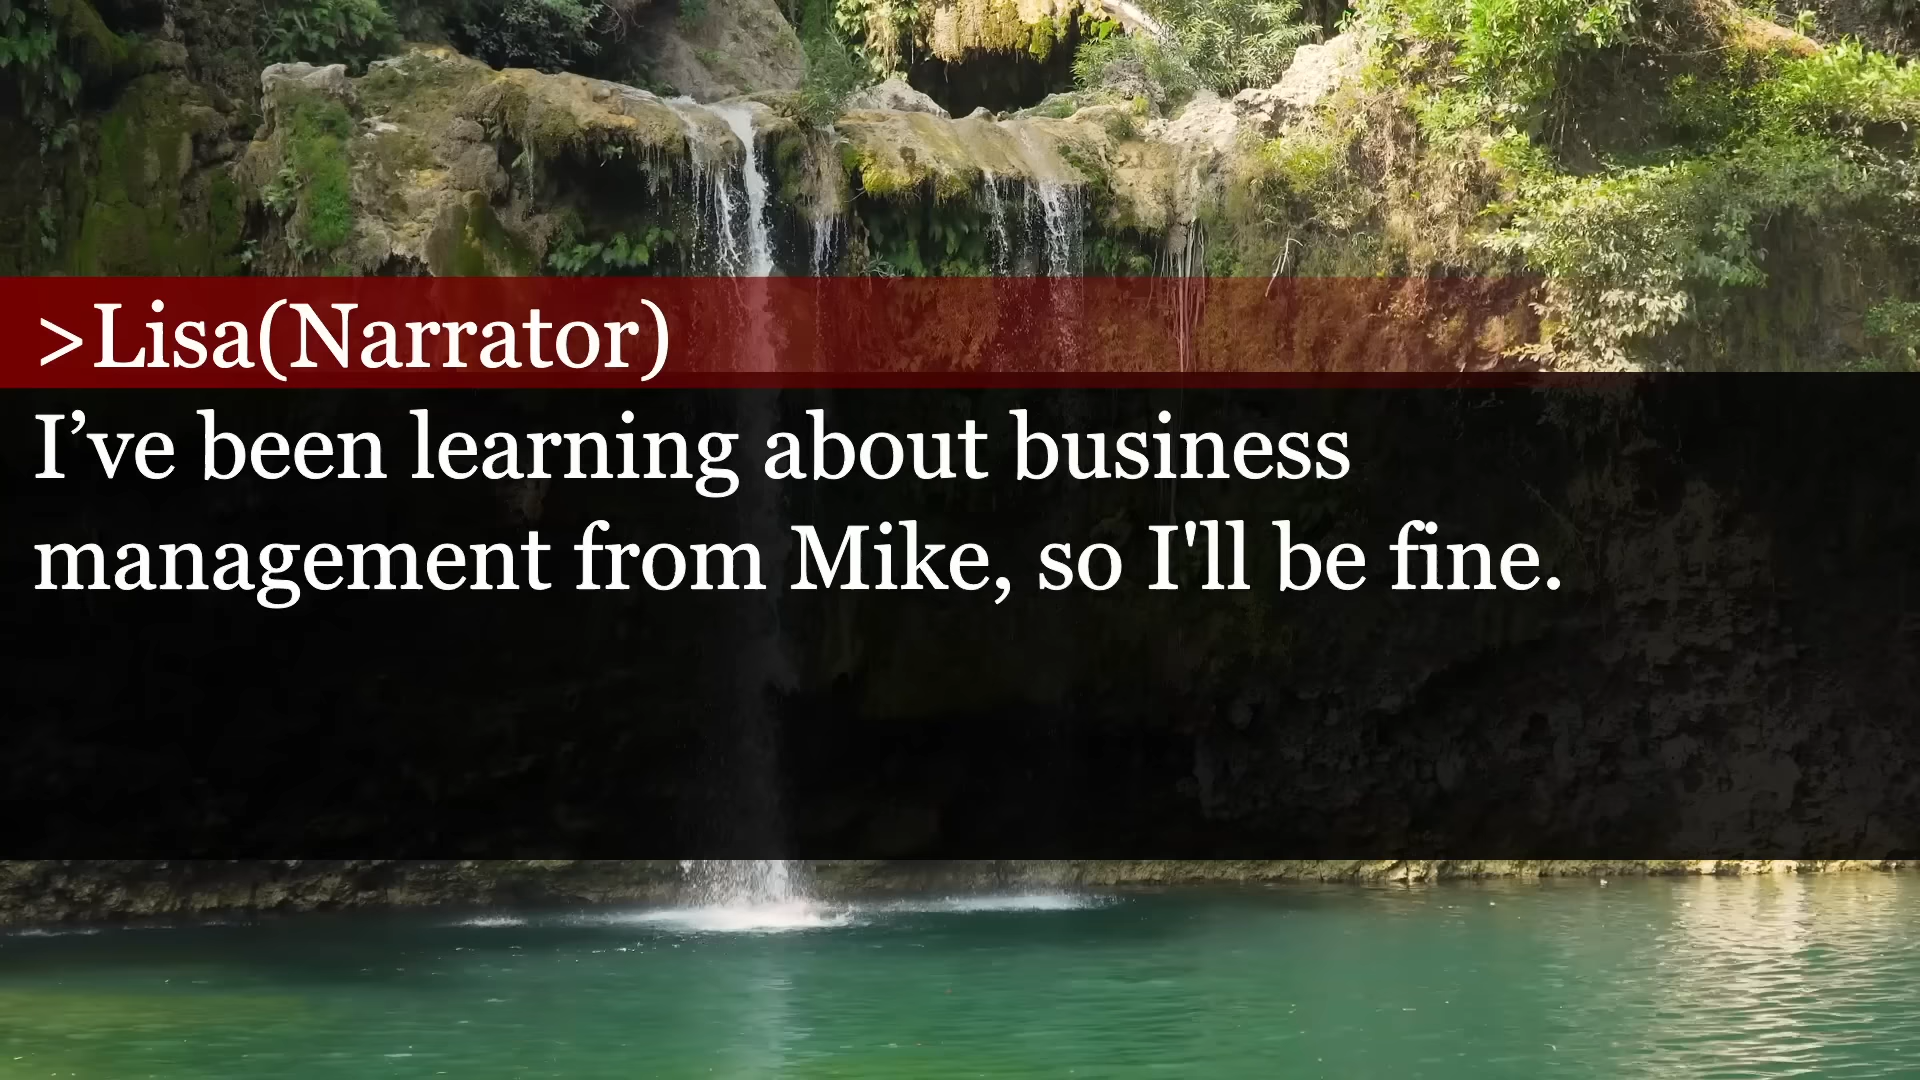 >Lisa(Narrator)
I’ve been learning about business
management from Mike, so I'll be fine.